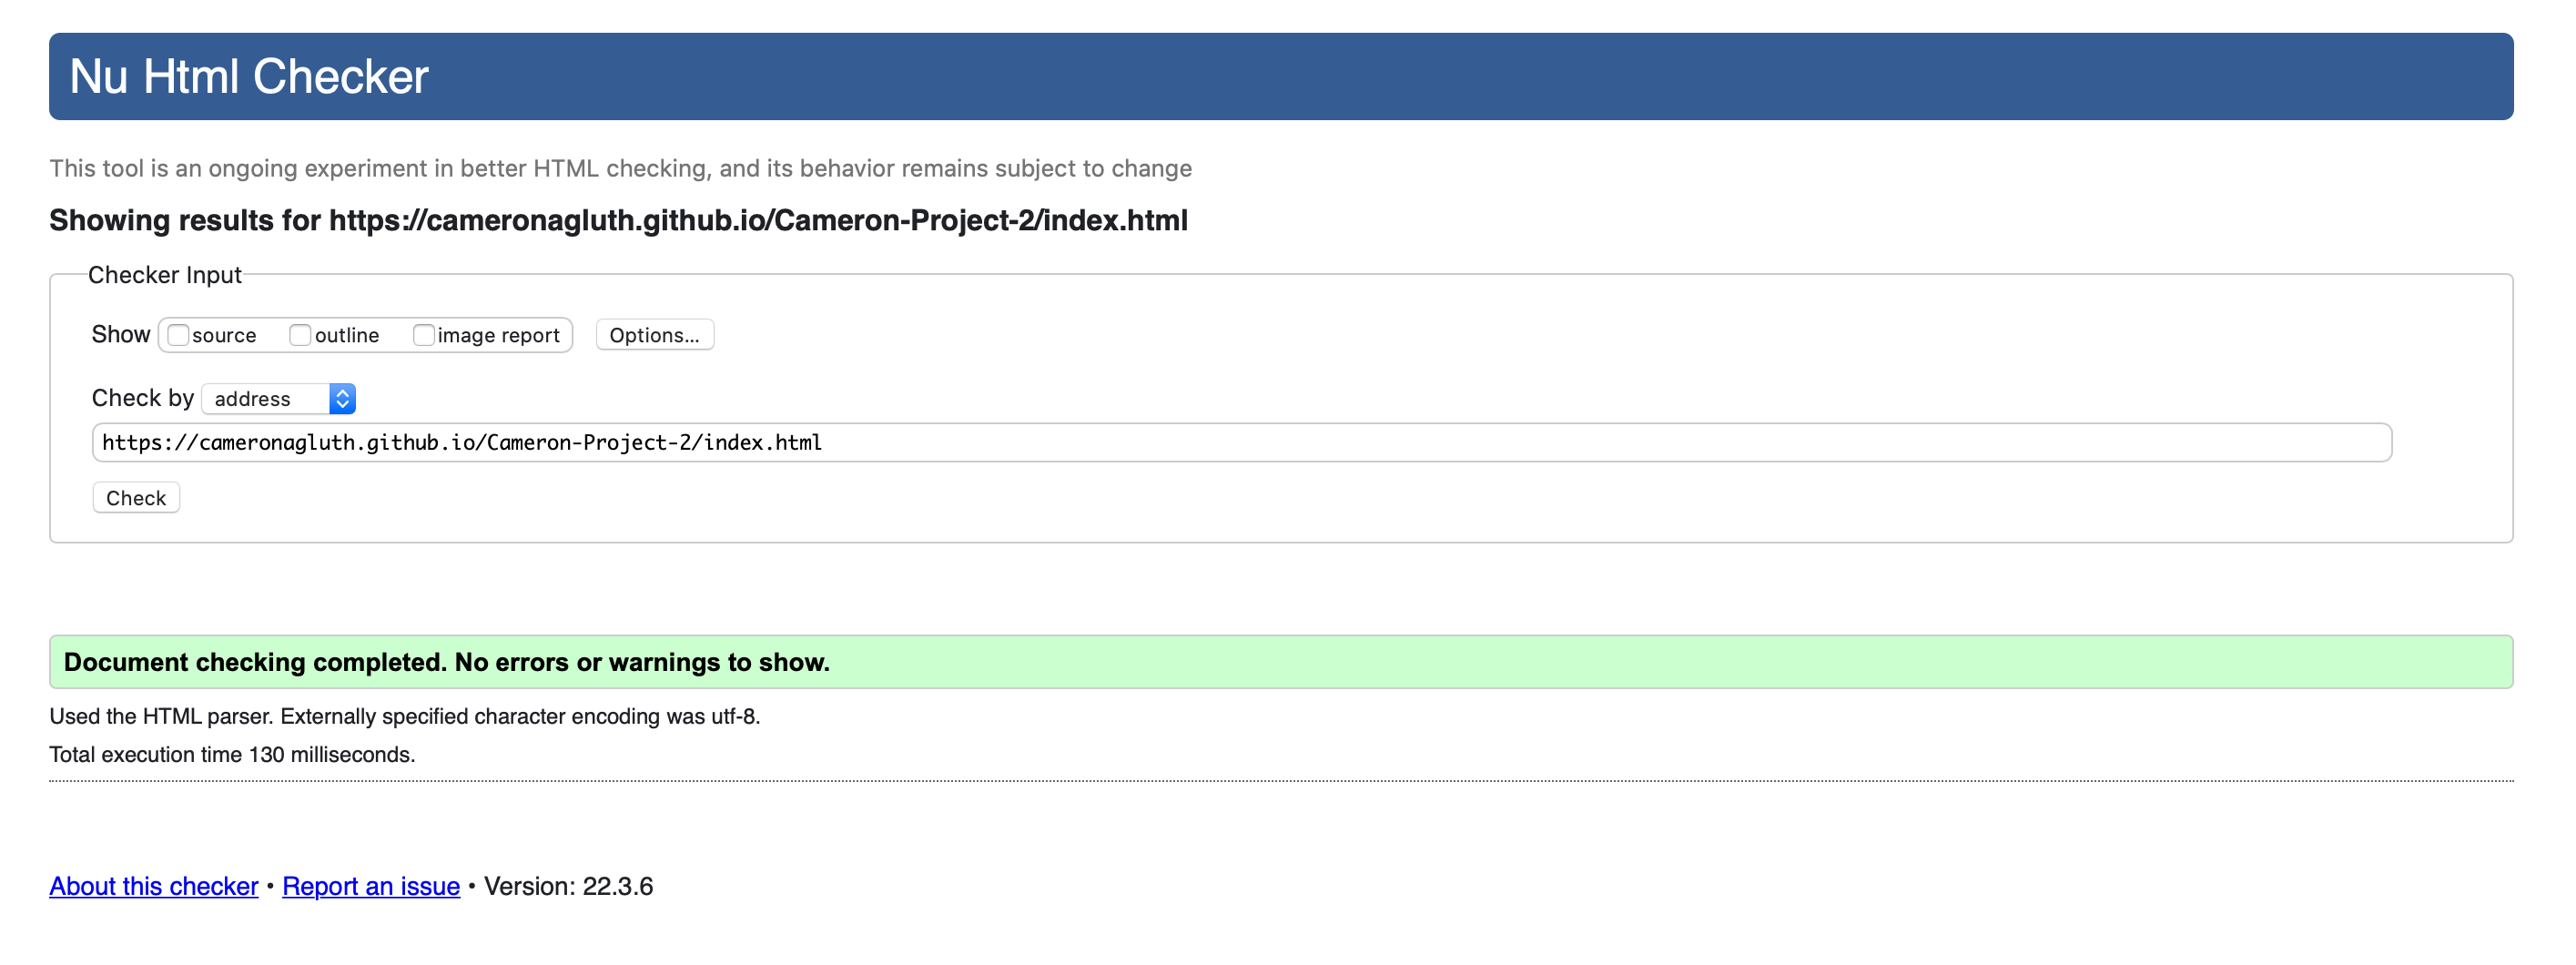 Nu Html Checker
This tool is an ongoing experiment in better HTML checking, and its behavior remains subject to change
Showing results for https://cameronagluth.github.io/Cameron-Project-2/index.html
Checker Input
Show source outline image report Options...
Check by address
https://cameronagluth.github.io/Cameron-Project-2/index.html
Check
Document checking completed. No errors or warnings to show.
Used the HTML parser. Externally specified character encoding was utf-8.
Total execution time 130 milliseconds.
About this checker • Report an issue • Version: 22.3.6